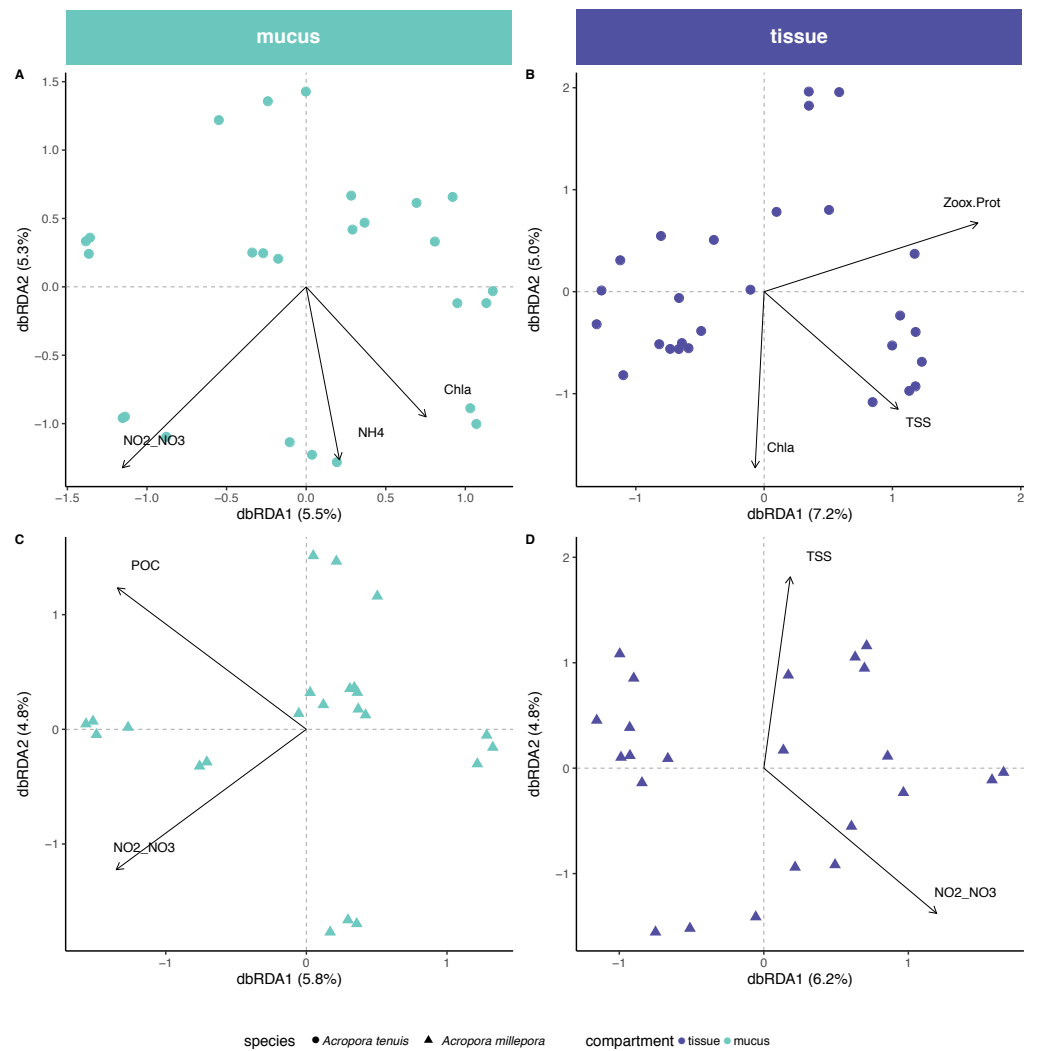 mucus
tissue
A
B
1.5
1.0
0.5
0.0
−0.5
−1.0
dbRDA2 (5.3%)
NO2_NO3
NH4
Chla
−1.5 −1.0 −0.5 0.0 0.5 1.0
dbRDA1 (5.5%)
2
1
0
−1
dbRDA2 (5.0%)
Zoox.Prot
TSS
Chla
−1 0 1 2
dbRDA1 (7.2%)
C
D
1
0
−1
dbRDA2 (4.8%)
POC
NO2_NO3
−1 0 1
dbRDA1 (5.8%)
2
1
0
−1
dbRDA2 (4.8%)
TSS
NO2_NO3
−1 0 1
dbRDA1 (6.2%)
species Acropora tenuis Acropora millepora compartment tissue mucus